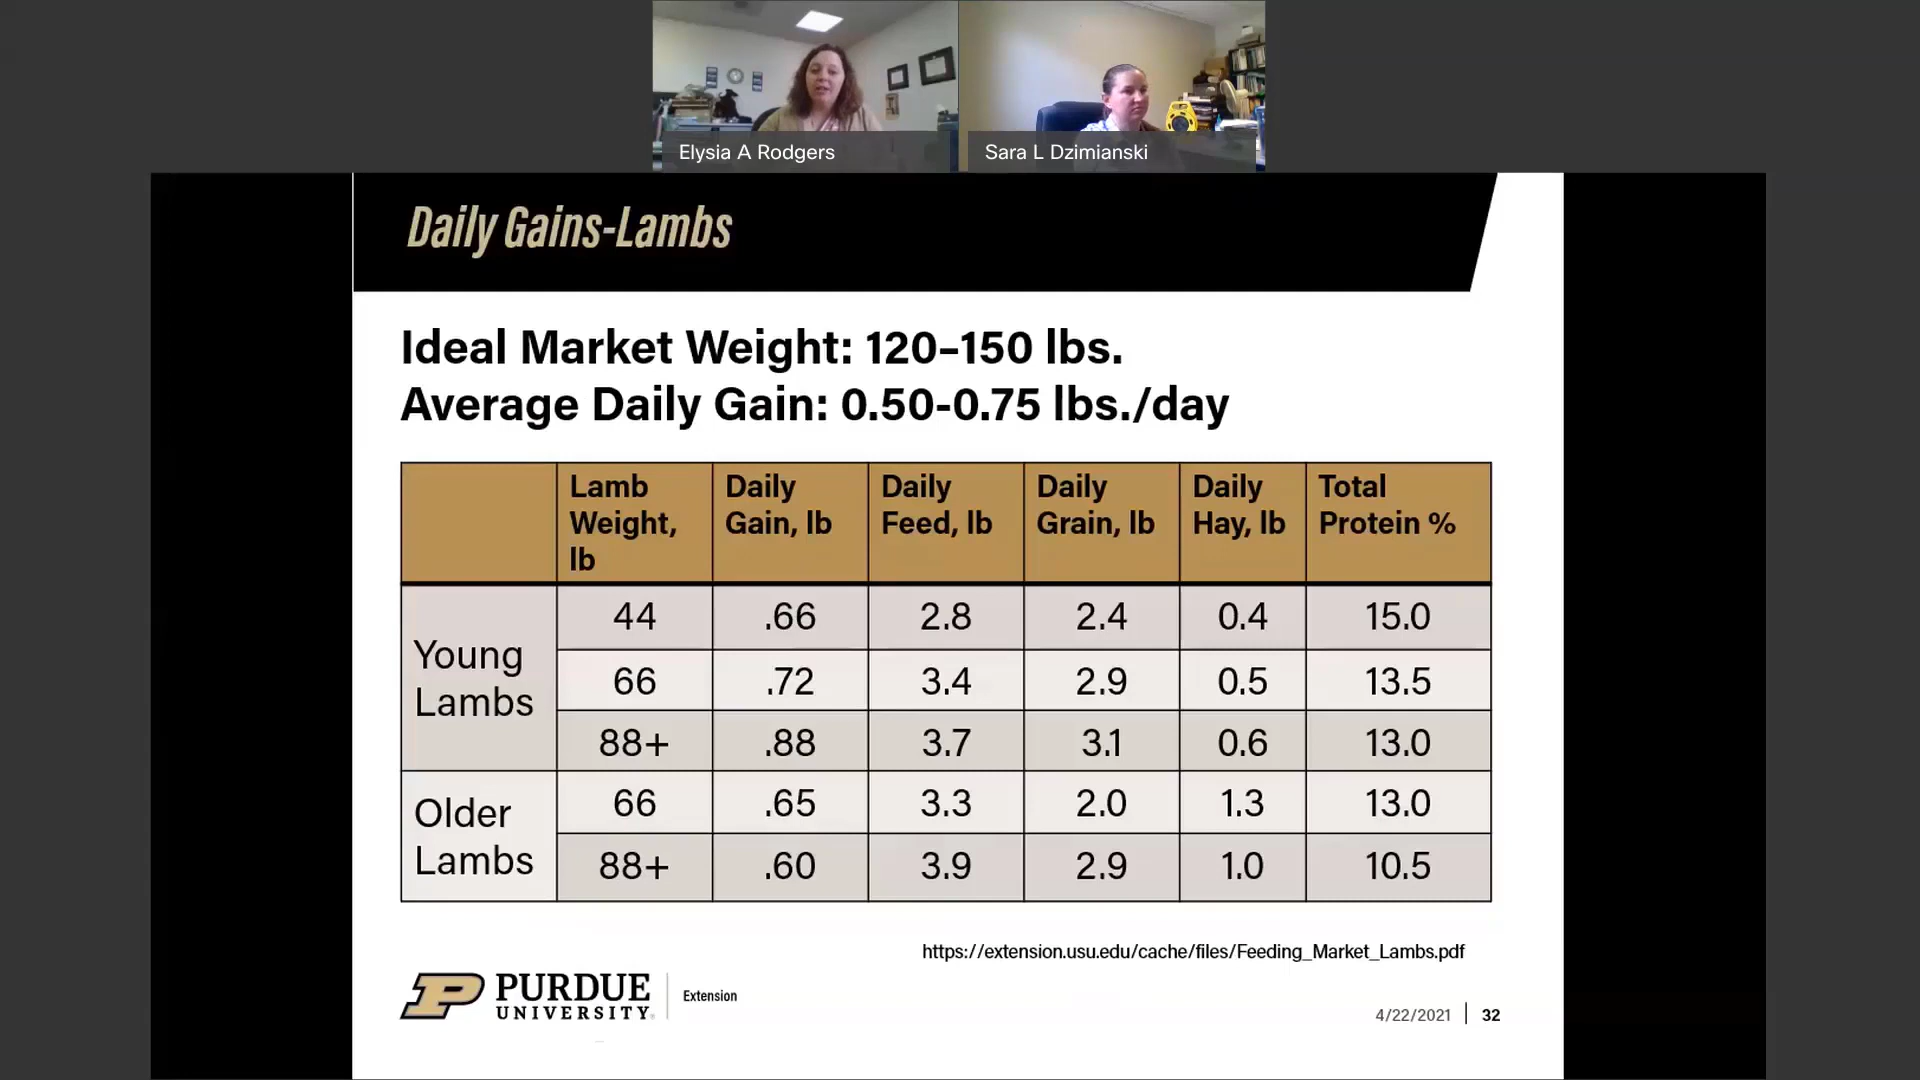 Elysia A Rodgers
Sara L Dzimianski
Daily Gains-Lambs
Ideal Market Weight: 120–150 lbs.
Average Daily Gain: 0.50-0.75 lbs./day
Lamb Weight, lb Daily Gain, lb Daily Feed, lb Daily Grain, lb Daily Hay, lb Total Protein %
Young Lambs
44 .66 2.8 2.4 0.4 15.0
66 .72 3.4 2.9 0.5 13.5
88+ .88 3.7 3.1 0.6 13.0
Older Lambs
66 .65 3.3 2.0 1.3 13.0
88+ .60 3.9 2.9 1.0 10.5
https://extension.usu.edu/cache/files/Feeding_Market_Lambs.pdf
P PURDUE UNIVERSITY. Extension
4/22/2021 | 32